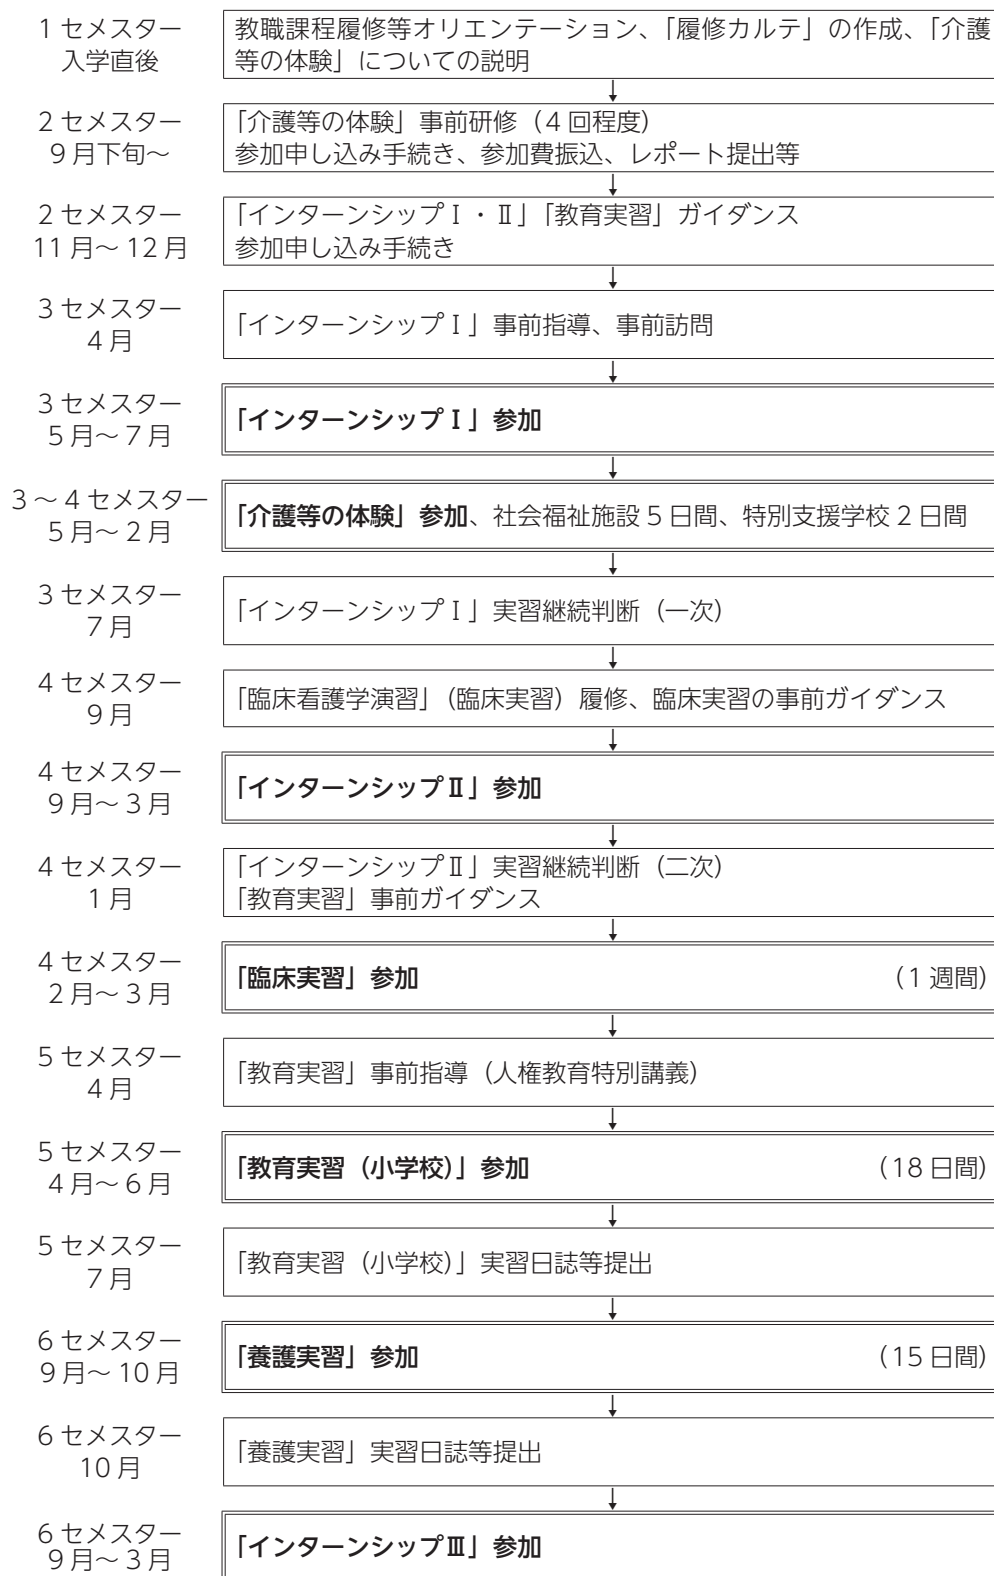 1セメスター
入学直後
教職課程履修等オリエンテーション、「履修カルテ」の作成、「介護
等の体験」についての説明
2セメスター
9月下旬～
「介護等の体験」事前研修（4回程度）
参加申し込み手続き、参加費振込、レポート提出等
2セメスター
11月～12月
「インターンシップⅠ・Ⅱ」「教育実習」ガイダンス
参加申し込み手続き
3セメスター
4月
「インターンシップⅠ」事前指導、事前訪問
3セメスター
5月～7月
「インターンシップⅠ」参加
3～4セメスター
5月～2月
「介護等の体験」参加、社会福祉施設5日間、特別支援学校2日間
3セメスター
7月
「インターンシップⅠ」実習継続判断（一次）
4セメスター
9月
「臨床看護学演習」（臨床実習）履修、臨床実習の事前ガイダンス
4セメスター
9月～3月
「インターンシップⅡ」参加
4セメスター
1月
「インターンシップⅡ」実習継続判断（二次）
「教育実習」事前ガイダンス
4セメスター
2月～3月
「臨床実習」参加 （1週間）
5セメスター
4月
「教育実習」事前指導（人権教育特別講義）
5セメスター
4月～6月
「教育実習（小学校）」参加 （18日間）
5セメスター
7月
「教育実習（小学校）」実習日誌等提出
6セメスター
9月～10月
「養護実習」参加 （15日間）
6セメスター
10月
「養護実習」実習日誌等提出
6セメスター
9月～3月
「インターンシップⅢ」参加